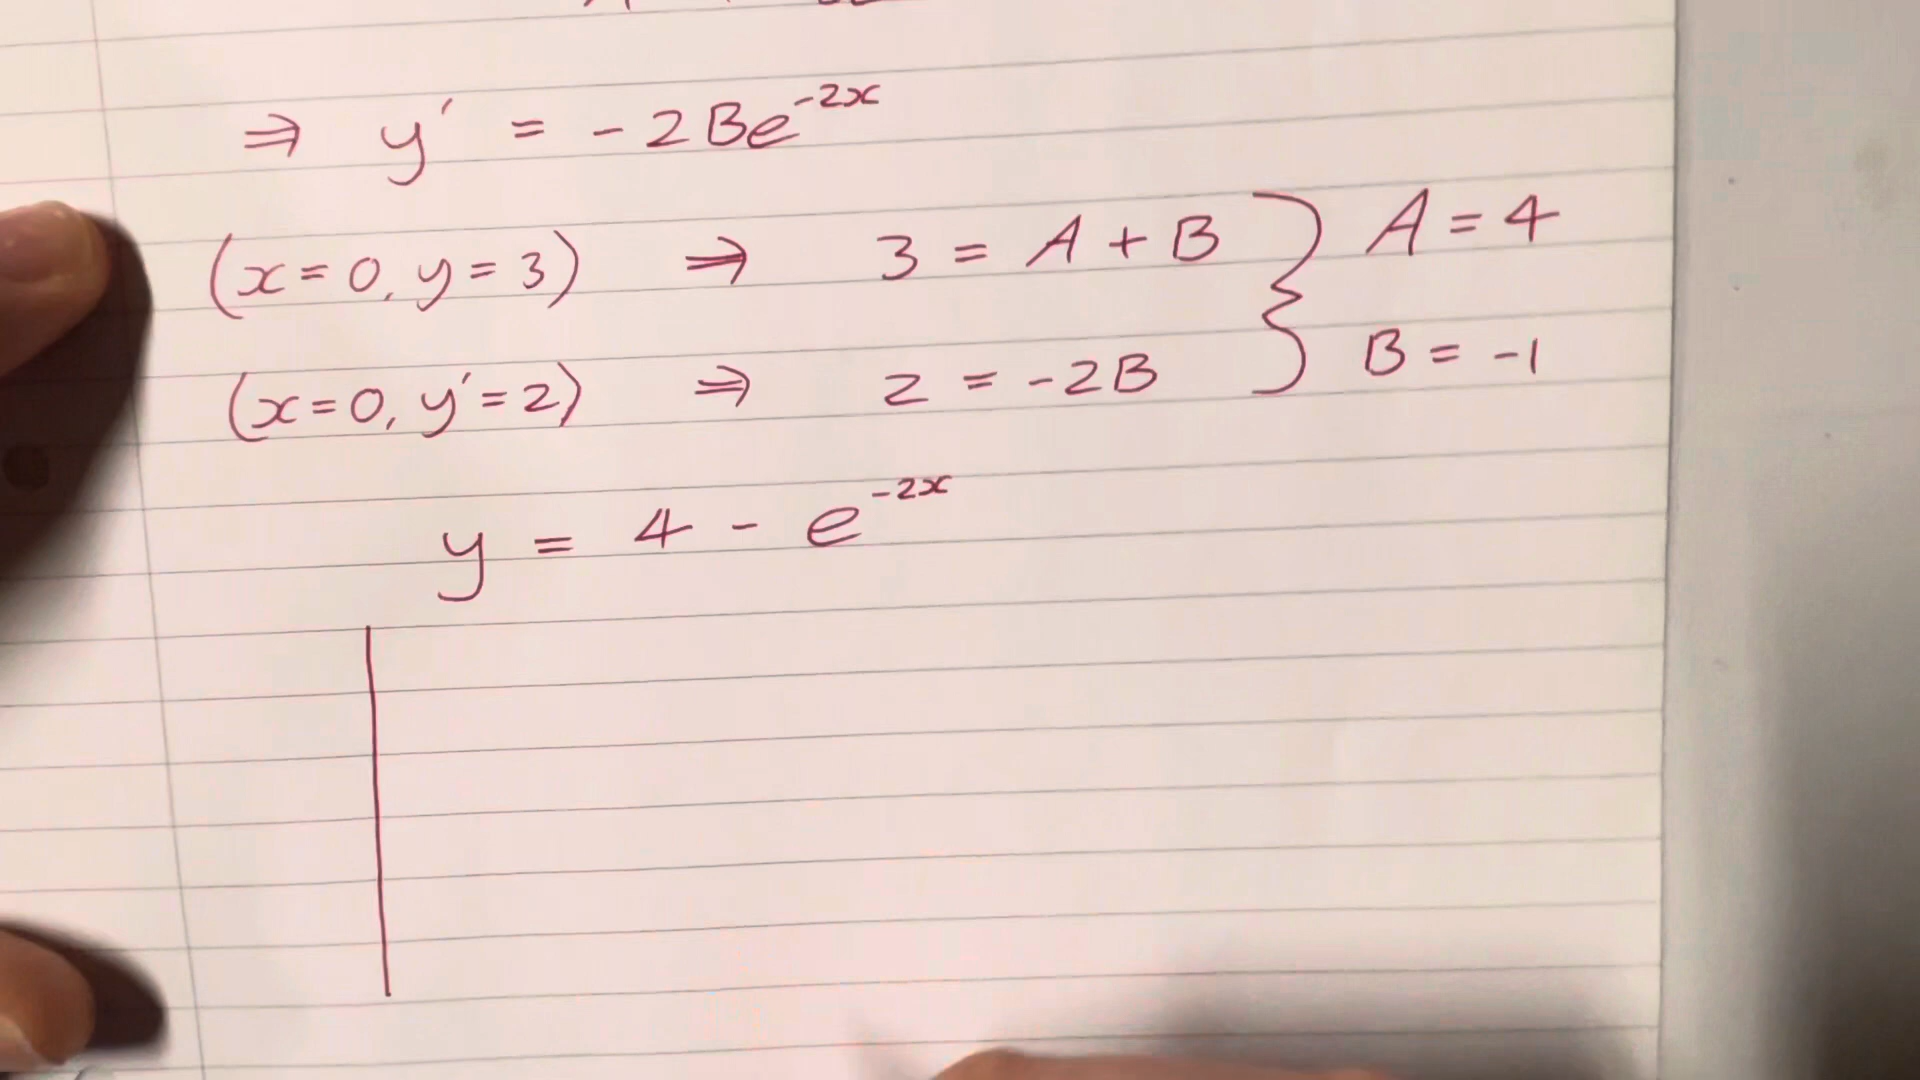 ⇒ y′ = -2Be^{-2x}
(x=0, y=3) ⇒ 3 = A + B } A = 4
(x=0, y′=2) ⇒ 2 = -2B } B = -1
y = 4 - e^{-2x}